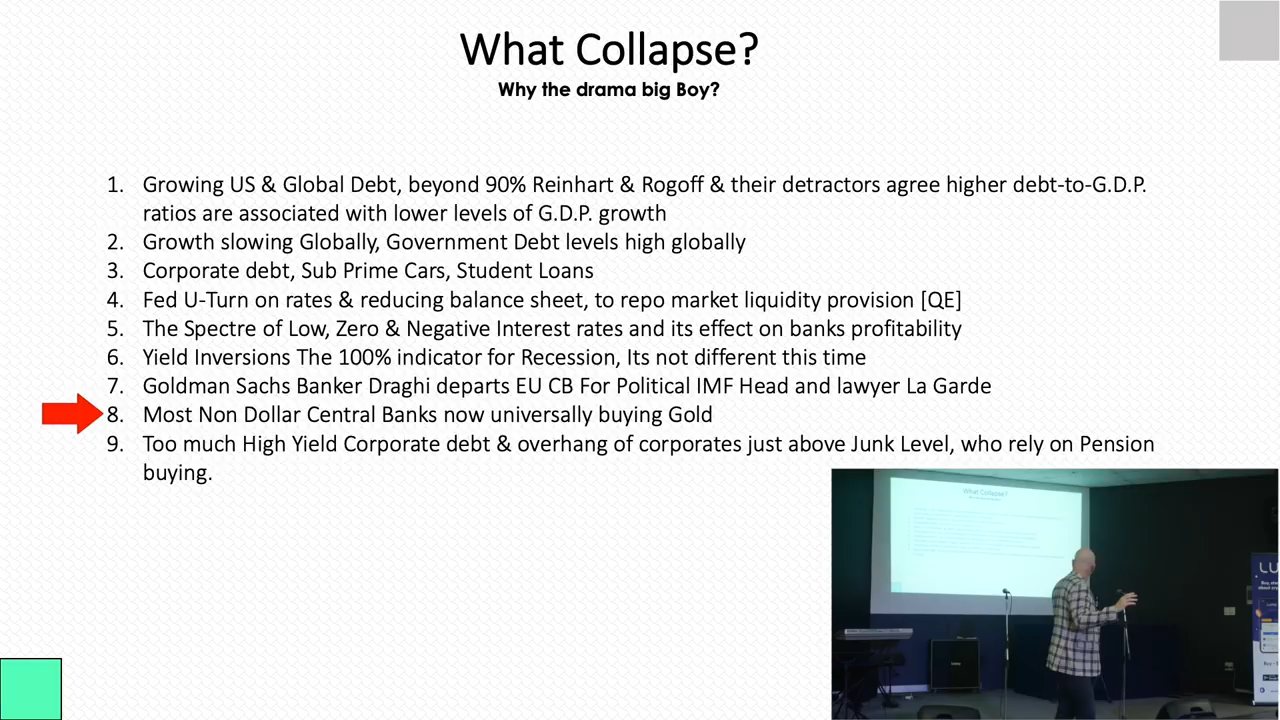 What Collapse?
Why the drama big Boy?
1. Growing US & Global Debt, beyond 90% Reinhart & Rogoff & their detractors agree higher debt-to-G.D.P.
ratios are associated with lower levels of G.D.P. growth
2. Growth slowing Globally, Government Debt levels high globally
3. Corporate debt, Sub Prime Cars, Student Loans
4. Fed U-Turn on rates & reducing balance sheet, to repo market liquidity provision [QE]
5. The Spectre of Low, Zero & Negative Interest rates and its effect on banks profitability
6. Yield Inversions The 100% indicator for Recession, Its not different this time
7. Goldman Sachs Banker Draghi departs EU CB For Political IMF Head and lawyer La Garde
8. Most Non Dollar Central Banks now universally buying Gold
9. Too much High Yield Corporate debt & overhang of corporates just above Junk Level, who rely on Pension
buying.
What Collapse?
LU